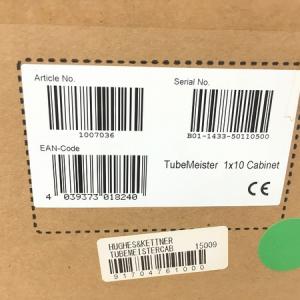 Article No.
Serial No.
1007036
B01-1433-50110500
EAN-Code
TubeMeister 1x10 Cabinet
4 039373 018240
CE
HUGHES&KETTNER
TUBEMEISTERCAB
15009
91704761000